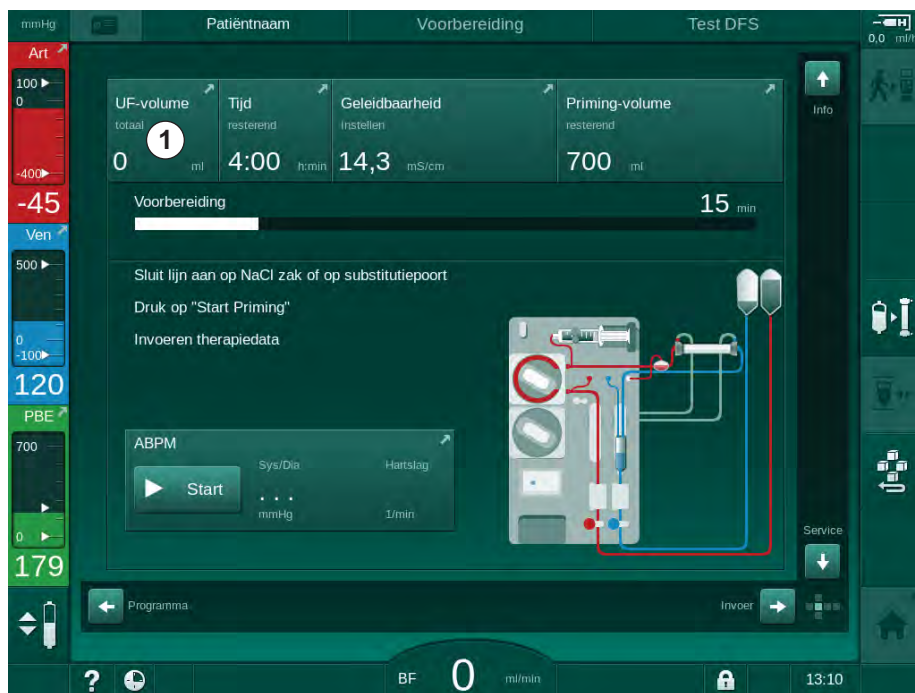 mmHg Patiëntnaam Voorbereiding Test DFS 0,0 ml/h
Art
100
0
-400
-45
Ven
500
0
-100
120
PBE
700
0
179
UF-volume
totaal
0 ml
1
Tijd
resterend
4:00 h:min
Geleidbaarheid
instellen
14,3 mS/cm
Priming-volume
resterend
700 ml
Info
Voorbereiding 15 min
Sluit lijn aan op NaCl zak of op substitutiepoort
Druk op "Start Priming"
Invoeren therapiedata
ABPM
Start
Sys/Dia
. . .
mmHg
Hartslag
1/min
Service
Programma Invoer
? BF 0 ml/min 13:10